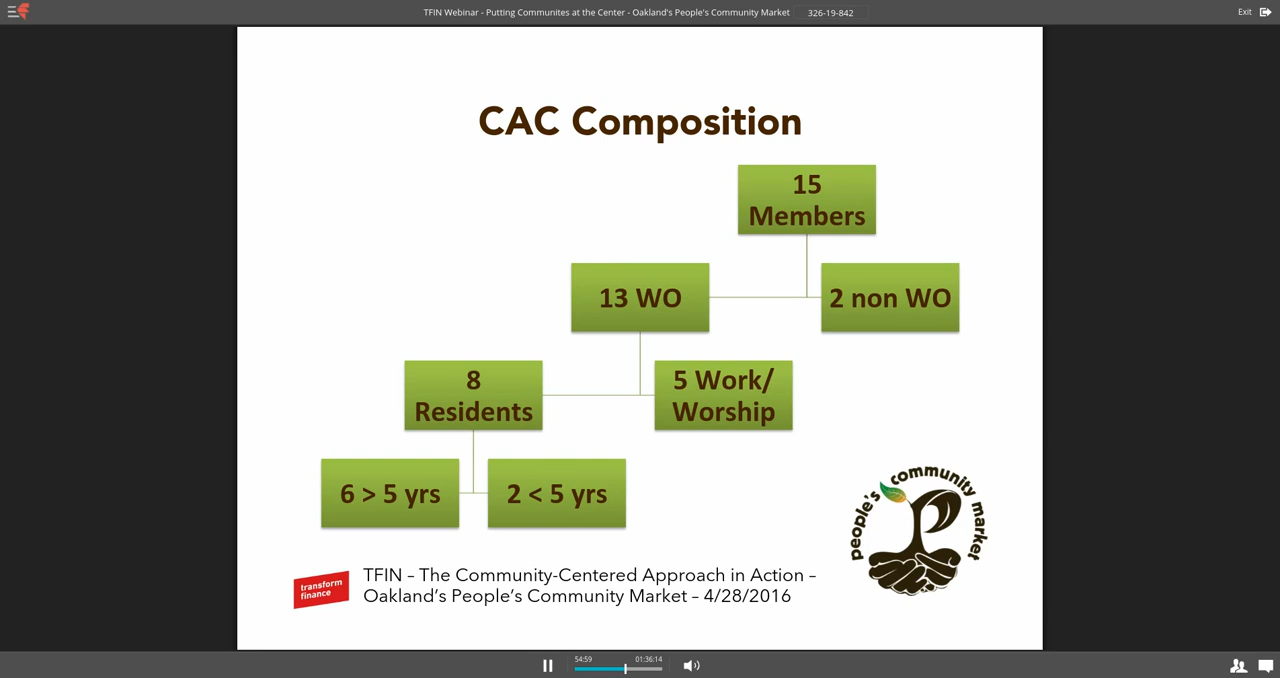 TFIN Webinar - Putting Communites at the Center - Oakland's People's Community Market 326-19-842 Exit
CAC Composition
15
Members
13 WO
2 non WO
8
Residents
5 Work/
Worship
6 > 5 yrs
2 < 5 yrs
people's community market
transform
finance
TFIN – The Community-Centered Approach in Action –
Oakland's People's Community Market – 4/28/2016
54:59 01:36:14